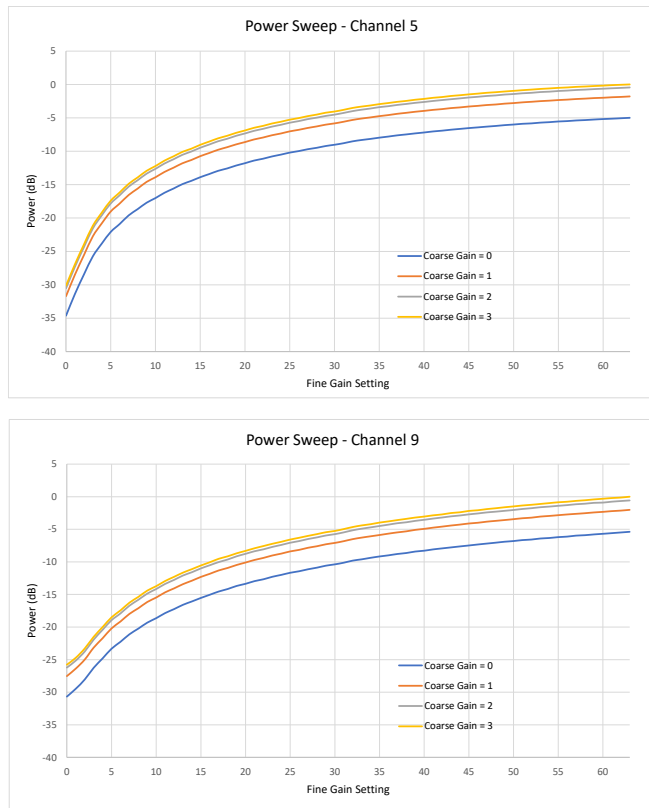 Power Sweep - Channel 5
5
0
-5
-10
-15
-20
-25
-30
-35
-40
Power (dB)
Coarse Gain = 0
Coarse Gain = 1
Coarse Gain = 2
Coarse Gain = 3
0 5 10 15 20 25 30 35 40 45 50 55 60
Fine Gain Setting
Power Sweep - Channel 9
5
0
-5
-10
-15
-20
-25
-30
-35
-40
Power (dB)
Coarse Gain = 0
Coarse Gain = 1
Coarse Gain = 2
Coarse Gain = 3
0 5 10 15 20 25 30 35 40 45 50 55 60
Fine Gain Setting